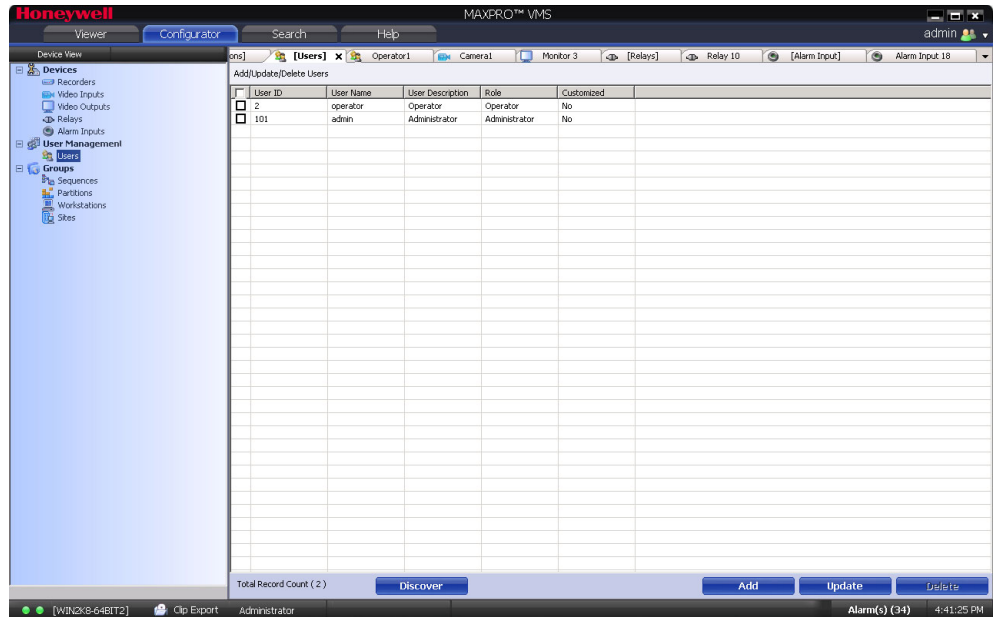 Honeywell
MAXPRO™ VMS
Viewer Configurator Search Help admin
Device View
ons] [Users] x Operator1 Camera1 Monitor 3 [Relays] Relay 10 [Alarm Input] Alarm Input 18
Devices
Recorders
Video Inputs
Video Outputs
Relays
Alarm Inputs
User Management
Users
Groups
Sequences
Partitions
Workstations
Sites
Add/Update/Delete Users
User ID User Name User Description Role Customized
2 operator Operator Operator No
101 admin Administrator Administrator No
Total Record Count ( 2 ) Discover Add Update Delete
[WIN2K8-64BIT2] Clip Export Administrator Alarm(s) (34) 4:41:25 PM